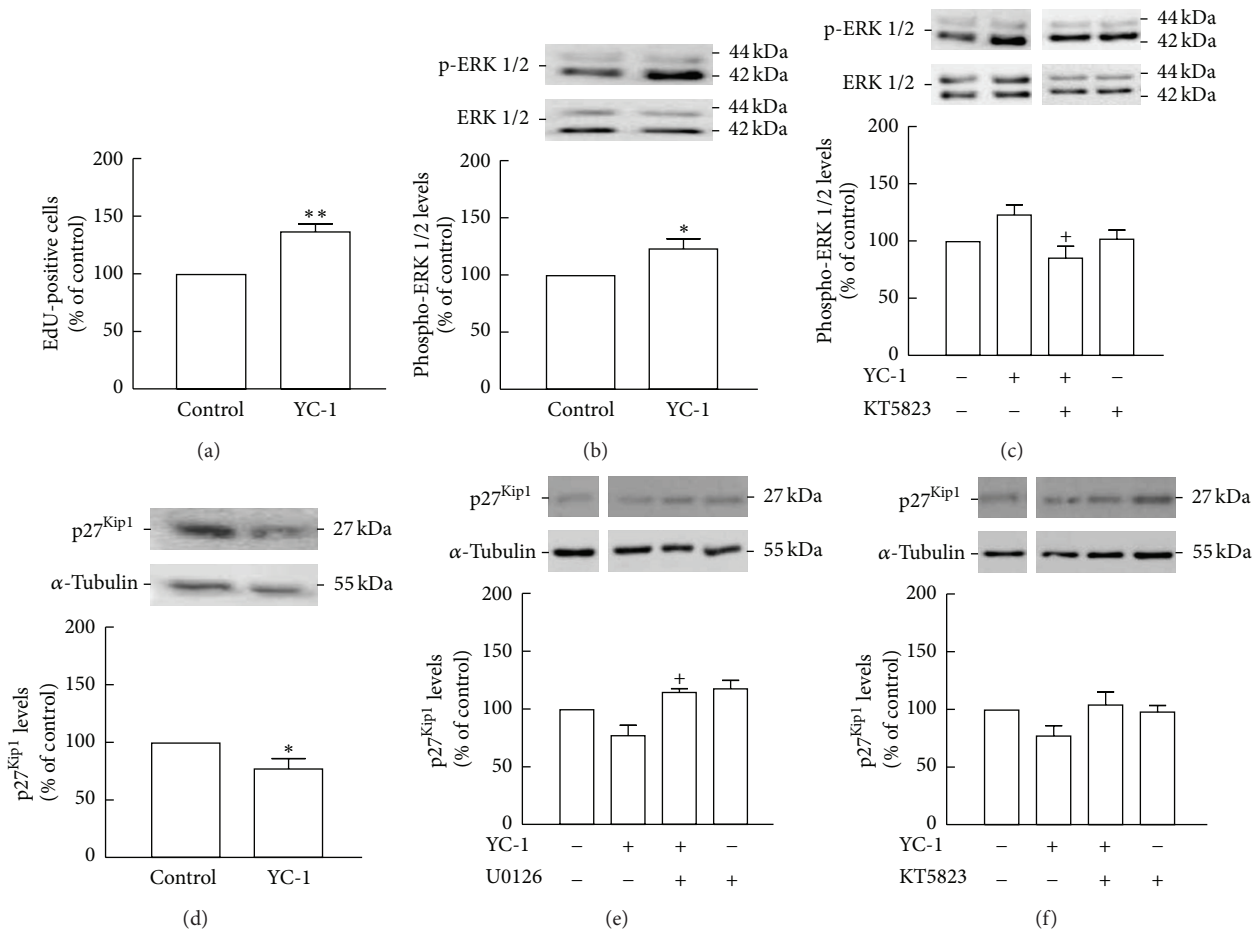 200
150
100
50
0
EdU-positive cells
(% of control)
**
Control YC-1
(a)
p-ERK 1/2
44 kDa
42 kDa
ERK 1/2
44 kDa
42 kDa
200
150
100
50
0
Phospho-ERK 1/2 levels
(% of control)
*
Control YC-1
(b)
p-ERK 1/2
44 kDa
42 kDa
ERK 1/2
44 kDa
42 kDa
200
150
100
50
0
Phospho-ERK 1/2 levels
(% of control)
+
YC-1 − + + −
KT5823 − − + +
(c)
p27Kip1
27 kDa
α-Tubulin
55 kDa
200
150
100
50
0
p27Kip1 levels
(% of control)
*
Control YC-1
(d)
p27Kip1
27 kDa
α-Tubulin
55 kDa
200
150
100
50
0
p27Kip1 levels
(% of control)
+
YC-1 − + + −
U0126 − − + +
(e)
p27Kip1
27 kDa
α-Tubulin
55 kDa
200
150
100
50
0
p27Kip1 levels
(% of control)
YC-1 − + + −
KT5823 − − + +
(f)